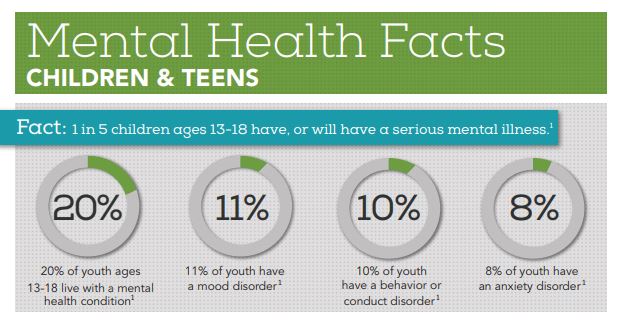 Mental Health Facts
CHILDREN & TEENS
Fact: 1 in 5 children ages 13-18 have, or will have a serious mental illness.¹
20%
20% of youth ages
13-18 live with a mental
health condition¹
11%
11% of youth have
a mood disorder¹
10%
10% of youth
have a behavior or
conduct disorder¹
8%
8% of youth have
an anxiety disorder¹